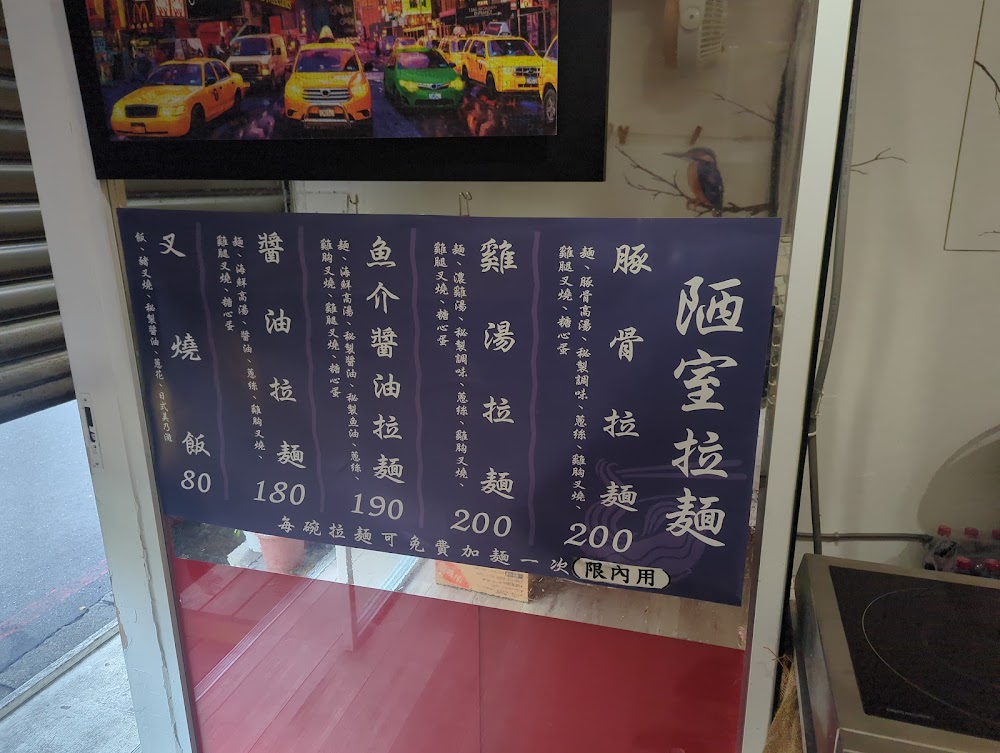 陋室拉麵
豚骨拉麵
200
麵、豚骨高湯、秘製調味、蔥絲、雞胸叉燒、
雞腿叉燒、糖心蛋
雞湯拉麵
200
麵、濃雞湯、秘製調味、蔥絲、雞胸叉燒、
雞腿叉燒、糖心蛋
魚介醬油拉麵
190
麵、海鮮高湯、秘製醬油、秘製魚油、蔥絲、
雞胸叉燒、雞腿叉燒、糖心蛋
醬油拉麵
180
麵、海鮮高湯、醬油、蔥絲、雞胸叉燒、
雞腿叉燒、糖心蛋
叉燒飯
80
飯、豬叉燒、秘製醬油、蔥花、日式美乃滋
每碗拉麵可免費加麵一次
限內用